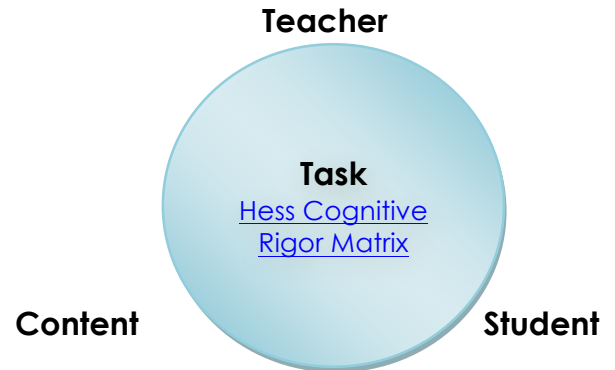 Teacher
Task
Hess Cognitive
Rigor Matrix
Content
Student